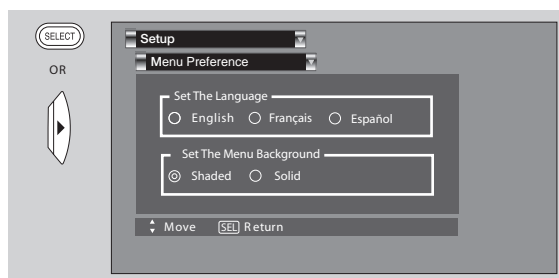 SELECT
OR
Setup
Menu Preference
Set The Language
English Français Español
Set The Menu Background
Shaded Solid
Move SEL Return